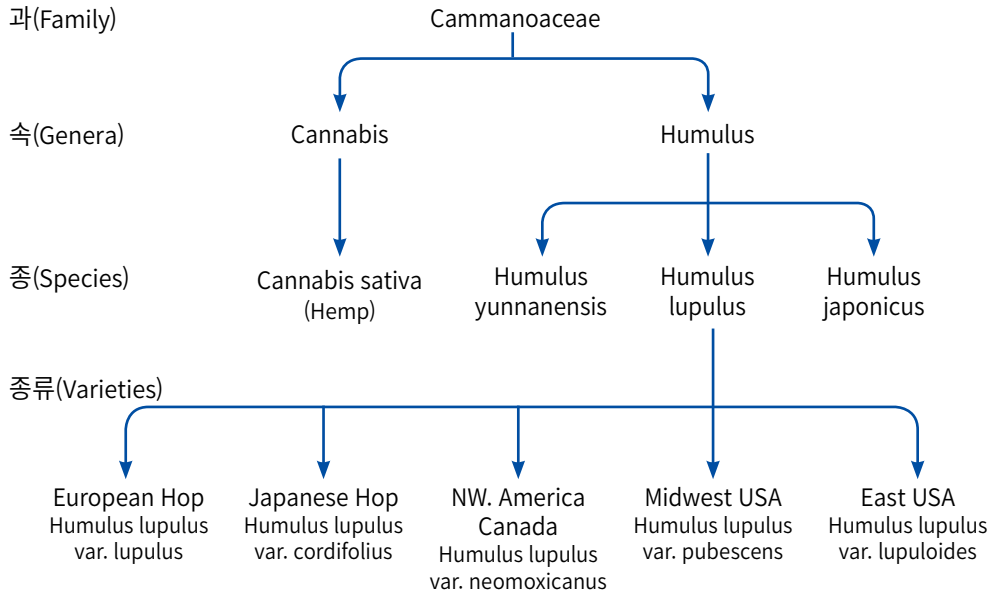 과(Family)
Cammanoaceae
속(Genera)
Cannabis
Humulus
종(Species)
Cannabis sativa
(Hemp)
Humulus
yunnanensis
Humulus
lupulus
Humulus
japonicus
종류(Varieties)
European Hop
Humulus lupulus
var. lupulus
Japanese Hop
Humulus lupulus
var. cordifolius
NW. America
Canada
Humulus lupulus
var. neomoxicanus
Midwest USA
Humulus lupulus
var. pubescens
East USA
Humulus lupulus
var. lupuloides